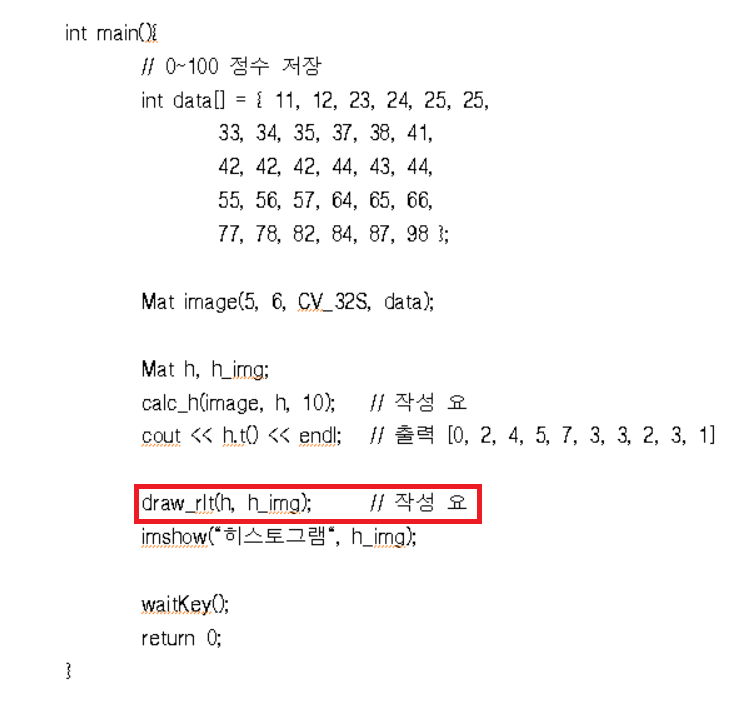 int main(){
// 0~100 정수 저장
int data[] = { 11, 12, 23, 24, 25, 25,
33, 34, 35, 37, 38, 41,
42, 42, 42, 44, 43, 44,
55, 56, 57, 64, 65, 66,
77, 78, 82, 84, 87, 98 };
Mat image(5, 6, CV_32S, data);
Mat h, h_img;
calc_h(image, h, 10); // 작성 요
cout << h.t() << endl; // 출력 [0, 2, 4, 5, 7, 3, 3, 2, 3, 1]
draw_rlt(h, h_img); // 작성 요
imshow("히스토그램", h_img);
waitKey();
return 0;
}